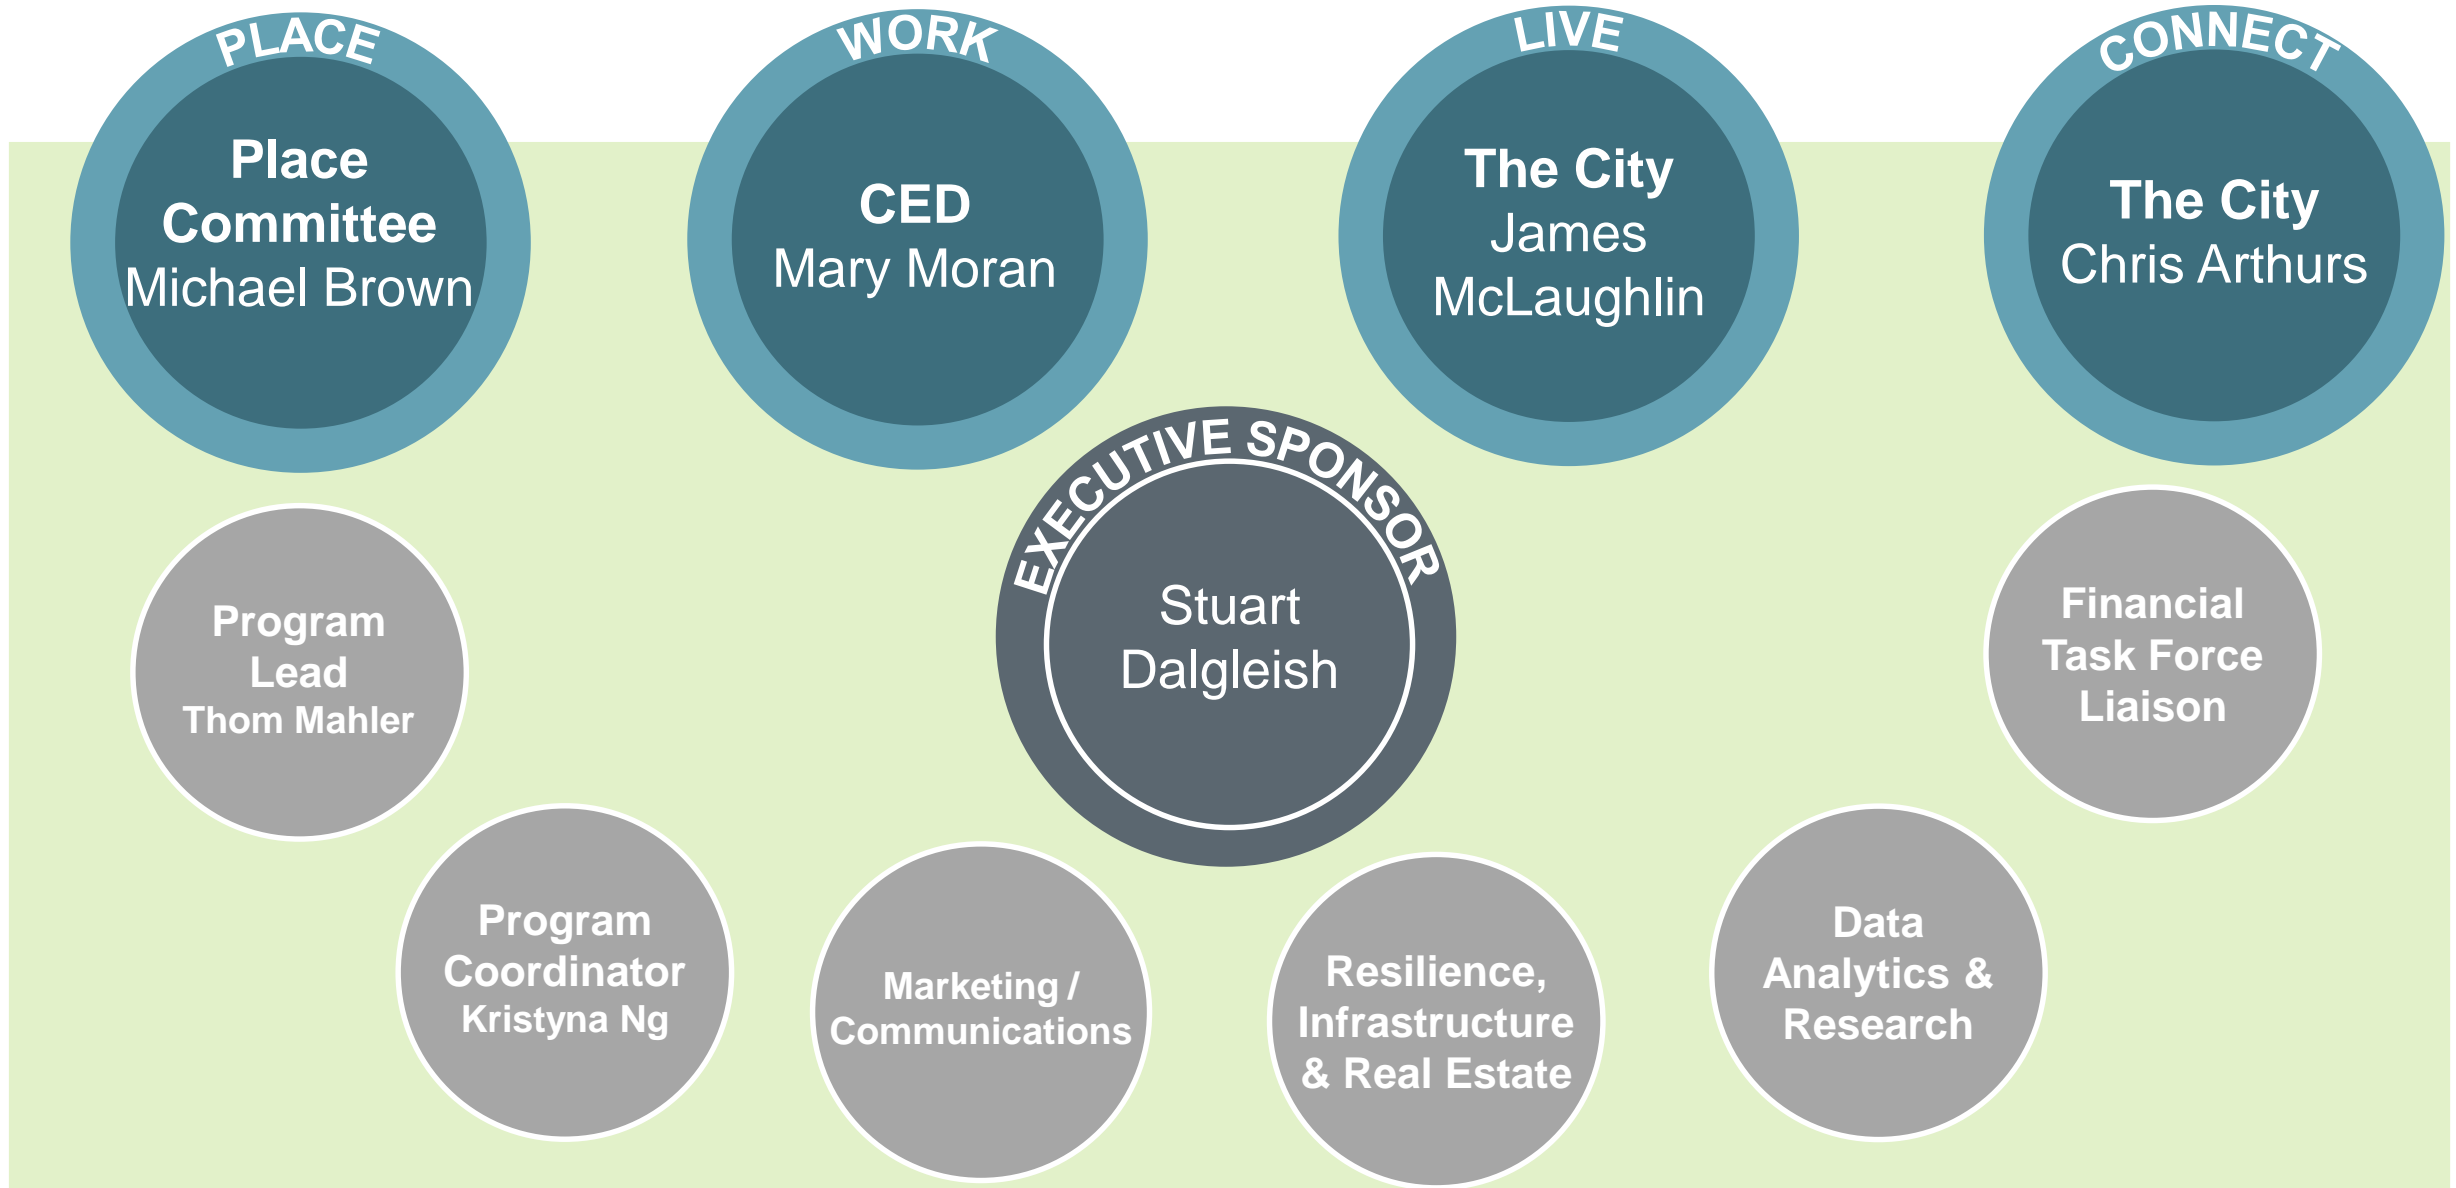 PLACE
Place
Committee
Michael Brown
WORK
CED
Mary Moran
LIVE
The City
James
McLaughlin
CONNECT
The City
Chris Arthurs
EXECUTIVE SPONSOR
Stuart
Dalgleish
Program
Lead
Thom Mahler
Program
Coordinator
Kristyna Ng
Marketing /
Communications
Resilience,
Infrastructure
& Real Estate
Data
Analytics &
Research
Financial
Task Force
Liaison